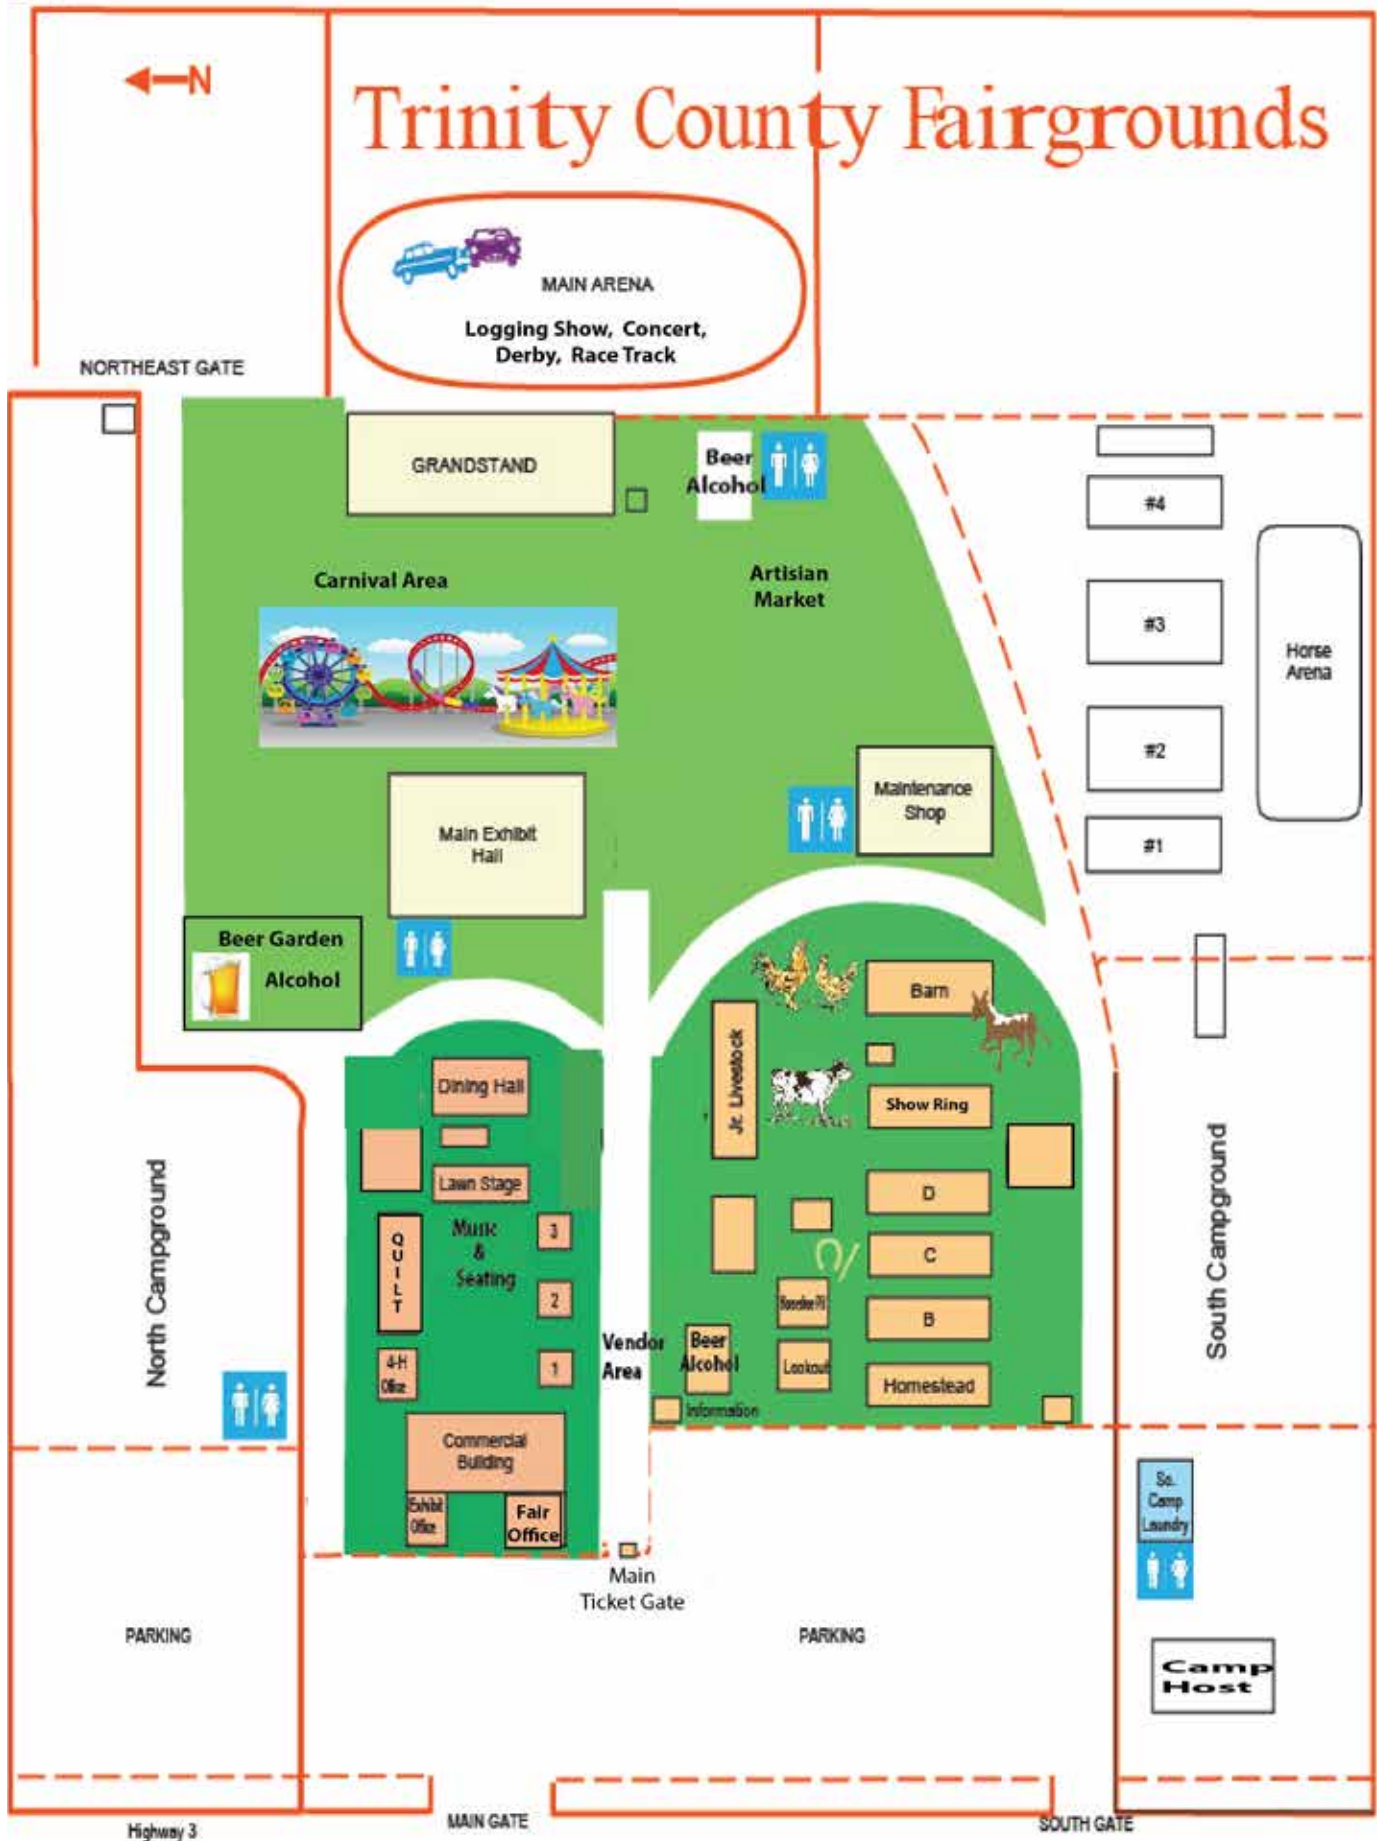 N
Trinity County Fairgrounds
MAIN ARENA
Logging Show, Concert,
Derby, Race Track
NORTHEAST GATE
GRANDSTAND
Beer
Alcohol
#4
Carnival Area
Artisian
Market
#3
Horse
Arena
#2
Main Exhibit
Hall
Maintenance
Shop
#1
Beer Garden
Alcohol
Barn
Jr. Livestock
Dining Hall
Show Ring
Lawn Stage
D
QUILT
Music
&
Seating
3
C
North Campground
South Campground
2
B
Vendor
Area
Beer
Alcohol
Lookout
4-H
Office
1
Homestead
Information
Commercial
Building
Exhibit
Office
Fair
Office
So.
Camp
Laundry
Main
Ticket Gate
PARKING
PARKING
Camp
Host
MAIN GATE
SOUTH GATE
Highway 3